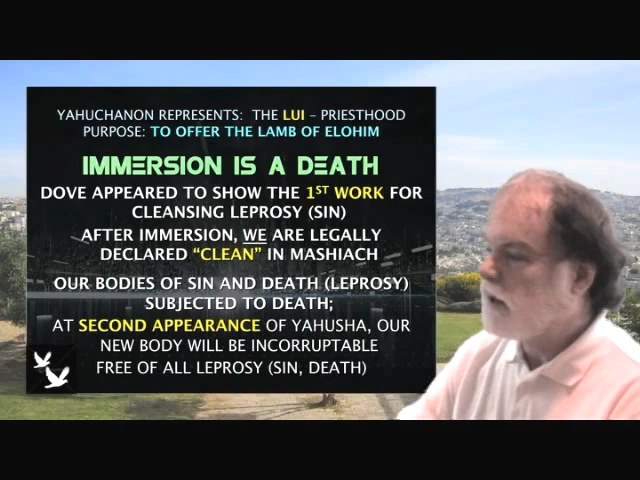 YAHUCHANON REPRESENTS: THE LUI – PRIESTHOOD
PURPOSE: TO OFFER THE LAMB OF ELOHIM
IMMERSION IS A DEATH
DOVE APPEARED TO SHOW THE 1ST WORK FOR
CLEANSING LEPROSY (SIN)
AFTER IMMERSION, WE ARE LEGALLY
DECLARED “CLEAN” IN MASHIACH
OUR BODIES OF SIN AND DEATH (LEPROSY)
SUBJECTED TO DEATH;
AT SECOND APPEARANCE OF YAHUSHA, OUR
NEW BODY WILL BE INCORRUPTABLE
FREE OF ALL LEPROSY (SIN, DEATH)